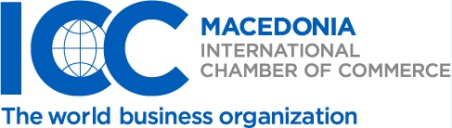 ICC
MACEDONIA
INTERNATIONAL
CHAMBER OF COMMERCE
The world business organization